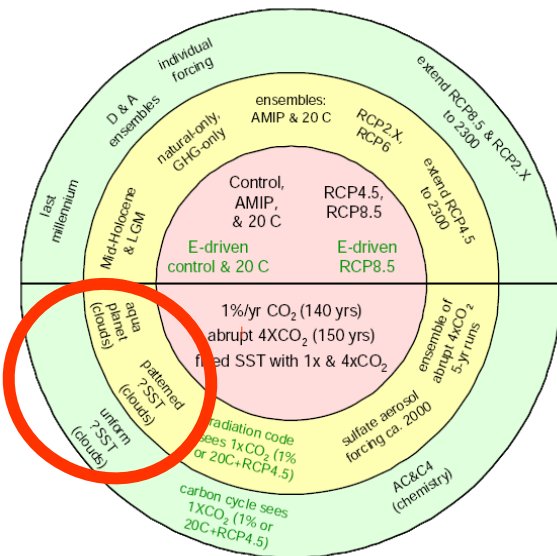 individual
forcing
D & A
ensembles
last
millennium
extend RCP8.5 & RCP2.X
to 2300
natural-only,
GHG-only
ensembles:
AMIP & 20 C
RCP2.X,
RCP6
extend RCP4.5
to 2300
Mid-Holocene
& LGM
Control,
AMIP,
& 20 C
RCP4.5,
RCP8.5
E-driven
control & 20 C
E-driven
RCP8.5
1%/yr CO₂ (140 yrs)
abrupt 4XCO₂ (150 yrs)
fixed SST with 1x & 4xCO₂
aqua
planet
(clouds)
patterned
?SST
(clouds)
uniform
?SST
(clouds)
radiation code
sees 1XCO₂ (1%
or 20C+RCP4.5)
carbon cycle sees
1XCO₂ (1% or
20C+RCP4.5)
sulfate aerosol
forcing ca. 2000
ensemble of
abrupt 4xCO₂
5-yr runs
AC&C4
(chemistry)